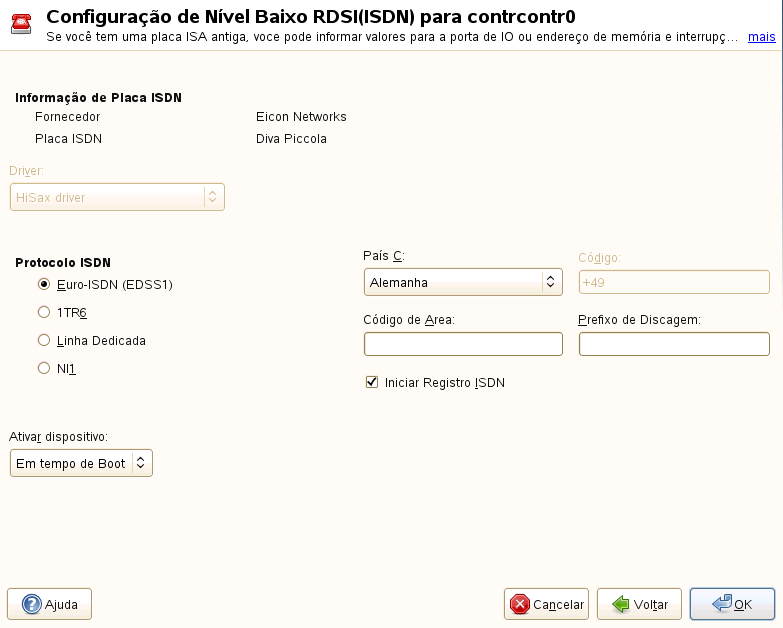 Configuração de Nível Baixo RDSI(ISDN) para contrcontr0
Se você tem uma placa ISA antiga, voce pode informar valores para a porta de IO ou endereço de memória e interrupç... mais
Informação de Placa ISDN
Fornecedor Eicon Networks
Placa ISDN Diva Piccola
Driver:
HiSax driver
Protocolo ISDN
Euro-ISDN (EDSS1)
1TR6
Linha Dedicada
NI1
País C: Código:
Alemanha +49
Código de Area: Prefixo de Discagem:
Iniciar Registro ISDN
Ativar dispositivo:
Em tempo de Boot
Ajuda Cancelar Voltar OK